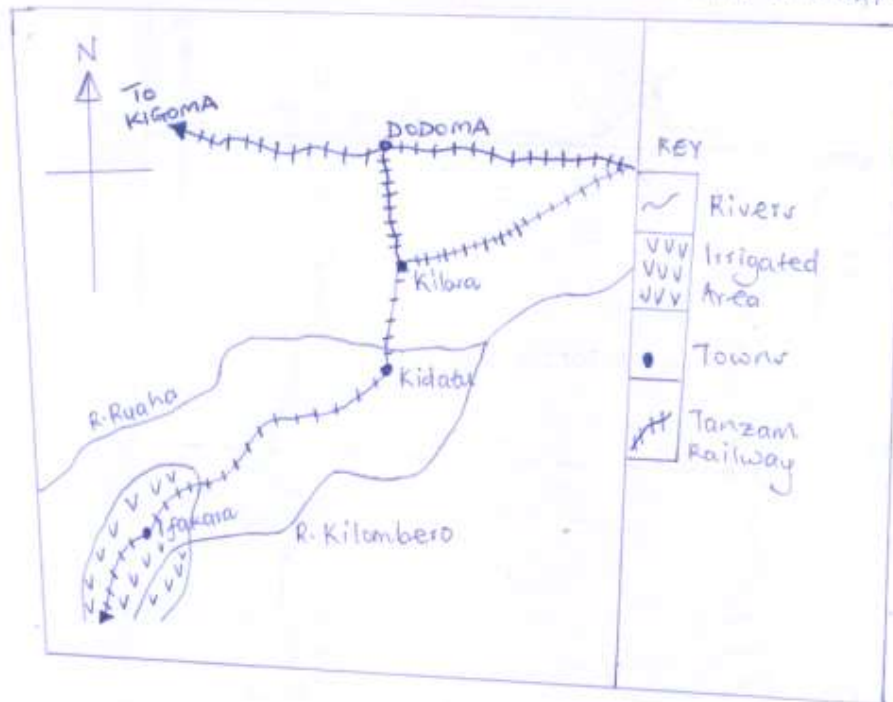 N
To
KIGOMA
DODOMA
Kilosa
Kidatu
R. Ruaha
Ifakara
R. Kilombero
KEY
Rivers
Irrigated
Area
Towns
Tanzam
Railway